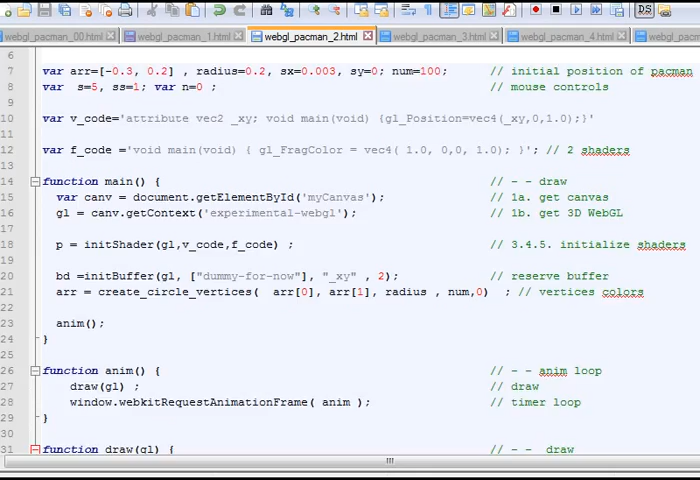 webgl_pacman_00.html webgl_pacman_1.html webgl_pacman_2.html webgl_pacman_3.html webgl_pacman_4.html webgl_pacma
6
7 var arr=[-0.3, 0.2] , radius=0.2, sx=0.003, sy=0; num=100; // initial position of pacman
8 var s=5, ss=1; var n=0 ; // mouse controls
9
10 var v_code='attribute vec2 _xy; void main(void) {gl_Position=vec4(_xy,0,1.0);}'
11
12 var f_code ='void main(void) { gl_FragColor = vec4( 1.0, 0,0, 1.0); }'; // 2 shaders
13
14 function main() { // - - draw
15 var canv = document.getElementById('myCanvas'); // 1a. get canvas
16 gl = canv.getContext('experimental-webgl'); // 1b. get 3D WebGL
17
18 p = initShader(gl,v_code,f_code) ; // 3.4.5. initialize shaders
19
20 bd =initBuffer(gl, ["dummy-for-now"], "_xy" , 2); // reserve buffer
21 arr = create_circle_vertices( arr[0], arr[1], radius , num,0) ; // vertices colors
22
23 anim();
24 }
25
26 function anim() { // - - anim loop
27 draw(gl) ; // draw
28 window.webkitRequestAnimationFrame( anim ); // timer loop
29 }
30
31 function draw(gl) { // - - draw